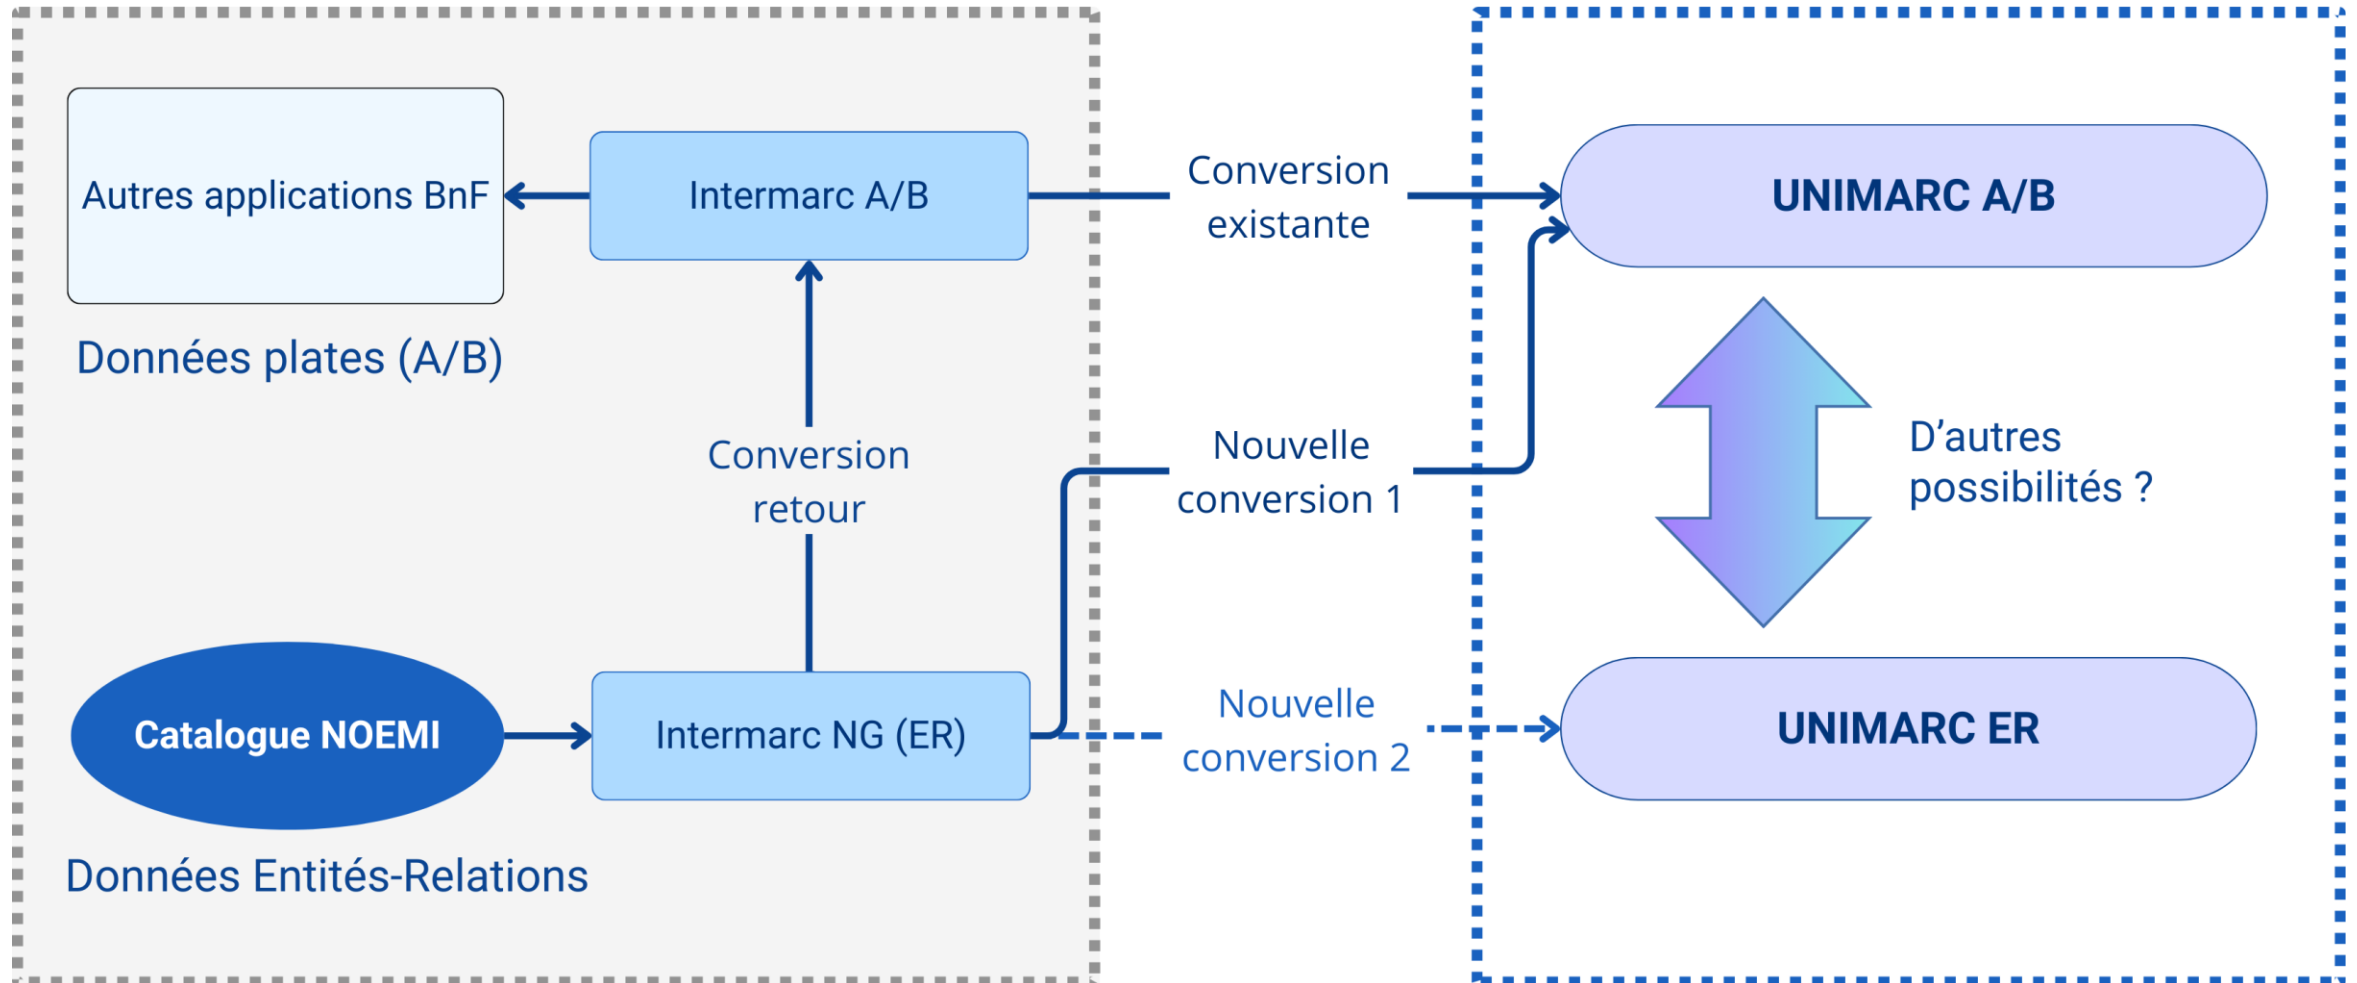 Autres applications BnF
Intermarc A/B
Conversion
existante
UNIMARC A/B
Données plates (A/B)
Conversion
retour
Nouvelle
conversion 1
D’autres
possibilités ?
Catalogue NOEMI
Intermarc NG (ER)
Nouvelle
conversion 2
UNIMARC ER
Données Entités-Relations